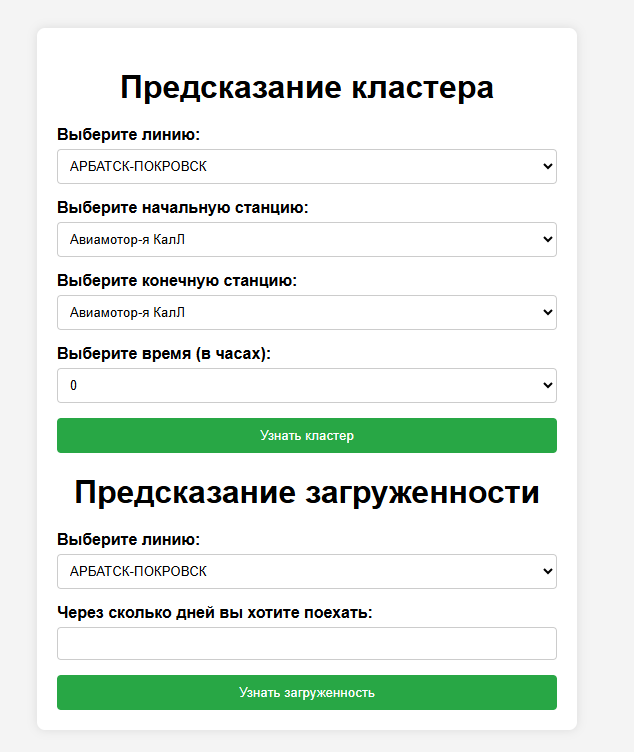 Предсказание кластера
Выберите линию:
АРБАТСК-ПОКРОВСК
Выберите начальную станцию:
Авиамотор-я КалЛ
Выберите конечную станцию:
Авиамотор-я КалЛ
Выберите время (в часах):
0
Узнать кластер
Предсказание загруженности
Выберите линию:
АРБАТСК-ПОКРОВСК
Через сколько дней вы хотите поехать:
Узнать загруженность